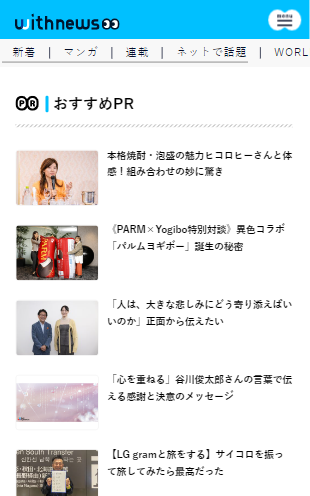 withnews
新着 | マンガ | 連載 | ネットで話題 | WORL
PR おすすめPR
本格焼酎・泡盛の魅力ヒコロヒーさんと体
感！組み合わせの妙に驚き
《PARM×Yogibo特別対談》異色コラボ
「パルムヨギボー」誕生の秘密
「人は、大きな悲しみにどう寄り添えばい
いのか」正面から伝えたい
「心を重ねる」谷川俊太郎さんの言葉で伝
える感謝と決意のメッセージ
on South Transfer
【LG gramと旅をする】サイコロを振っ
て旅してみたら最高だった